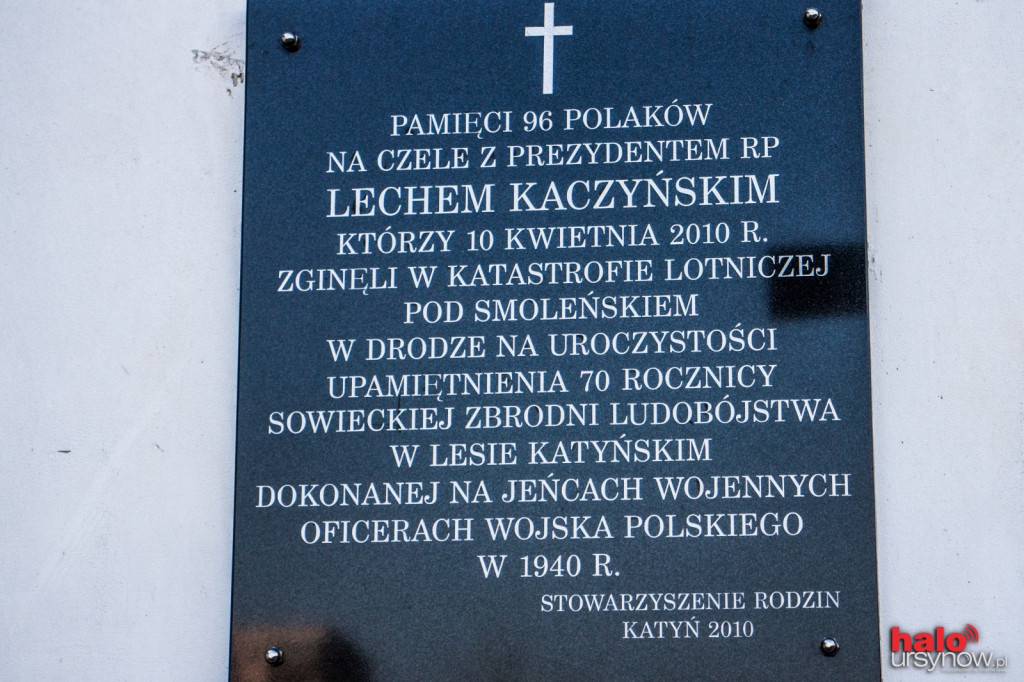 PAMIĘCI 96 POLAKÓW
NA CZELE Z PREZYDENTEM RP
LECHEM KACZYŃSKIM
KTÓRZY 10 KWIETNIA 2010 R.
ZGINĘLI W KATASTROFIE LOTNICZEJ
POD SMOLEŃSKIEM
W DRODZE NA UROCZYSTOŚCI
UPAMIĘTNIENIA 70 ROCZNICY
SOWIECKIEJ ZBRODNI LUDOBÓJSTWA
W LESIE KATYŃSKIM
DOKONANEJ NA JEŃCACH WOJENNYCH
OFICERACH WOJSKA POLSKIEGO
W 1940 R.
STOWARZYSZENIE RODZIN
KATYŃ 2010
halo
ursynow.pl